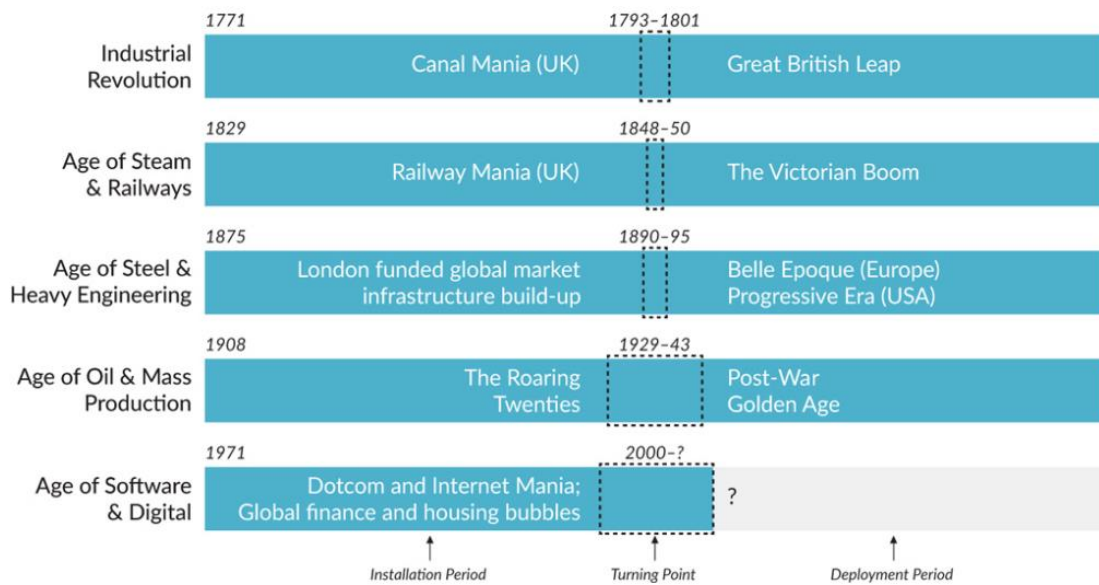 1771
1793–1801
Industrial
Revolution
Canal Mania (UK)
Great British Leap
1829
1848–50
Age of Steam
& Railways
Railway Mania (UK)
The Victorian Boom
1875
1890–95
Age of Steel &
Heavy Engineering
London funded global market
infrastructure build-up
Belle Epoque (Europe)
Progressive Era (USA)
1908
1929–43
Age of Oil & Mass
Production
The Roaring
Twenties
Post-War
Golden Age
1971
2000–?
Age of Software
& Digital
Dotcom and Internet Mania;
Global finance and housing bubbles
?
Installation Period
Turning Point
Deployment Period